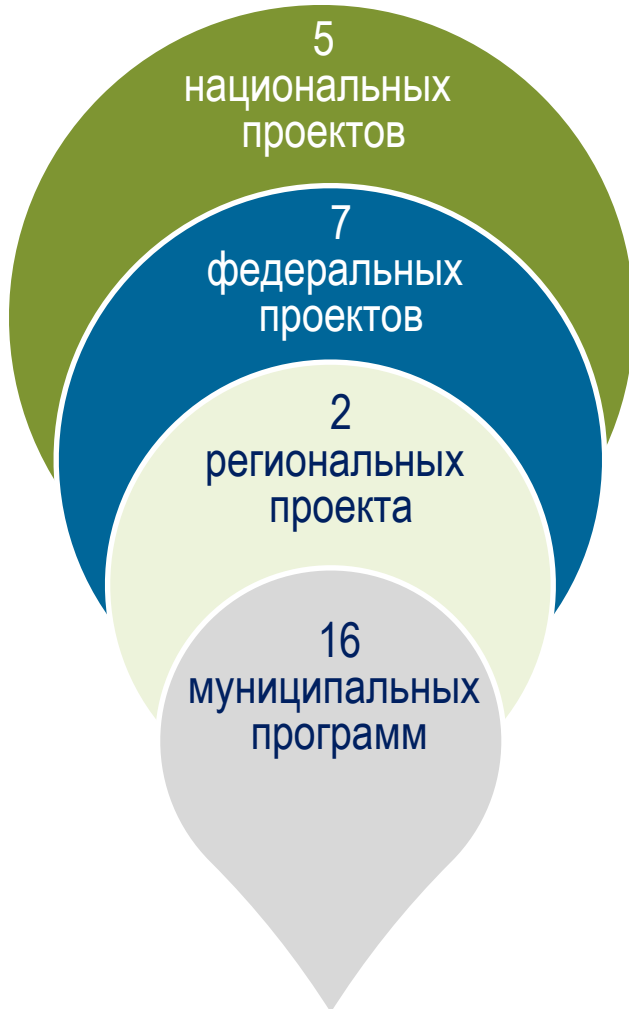 5
национальных
проектов
7
федеральных
проектов
2
региональных
проекта
16
муниципальных
программ